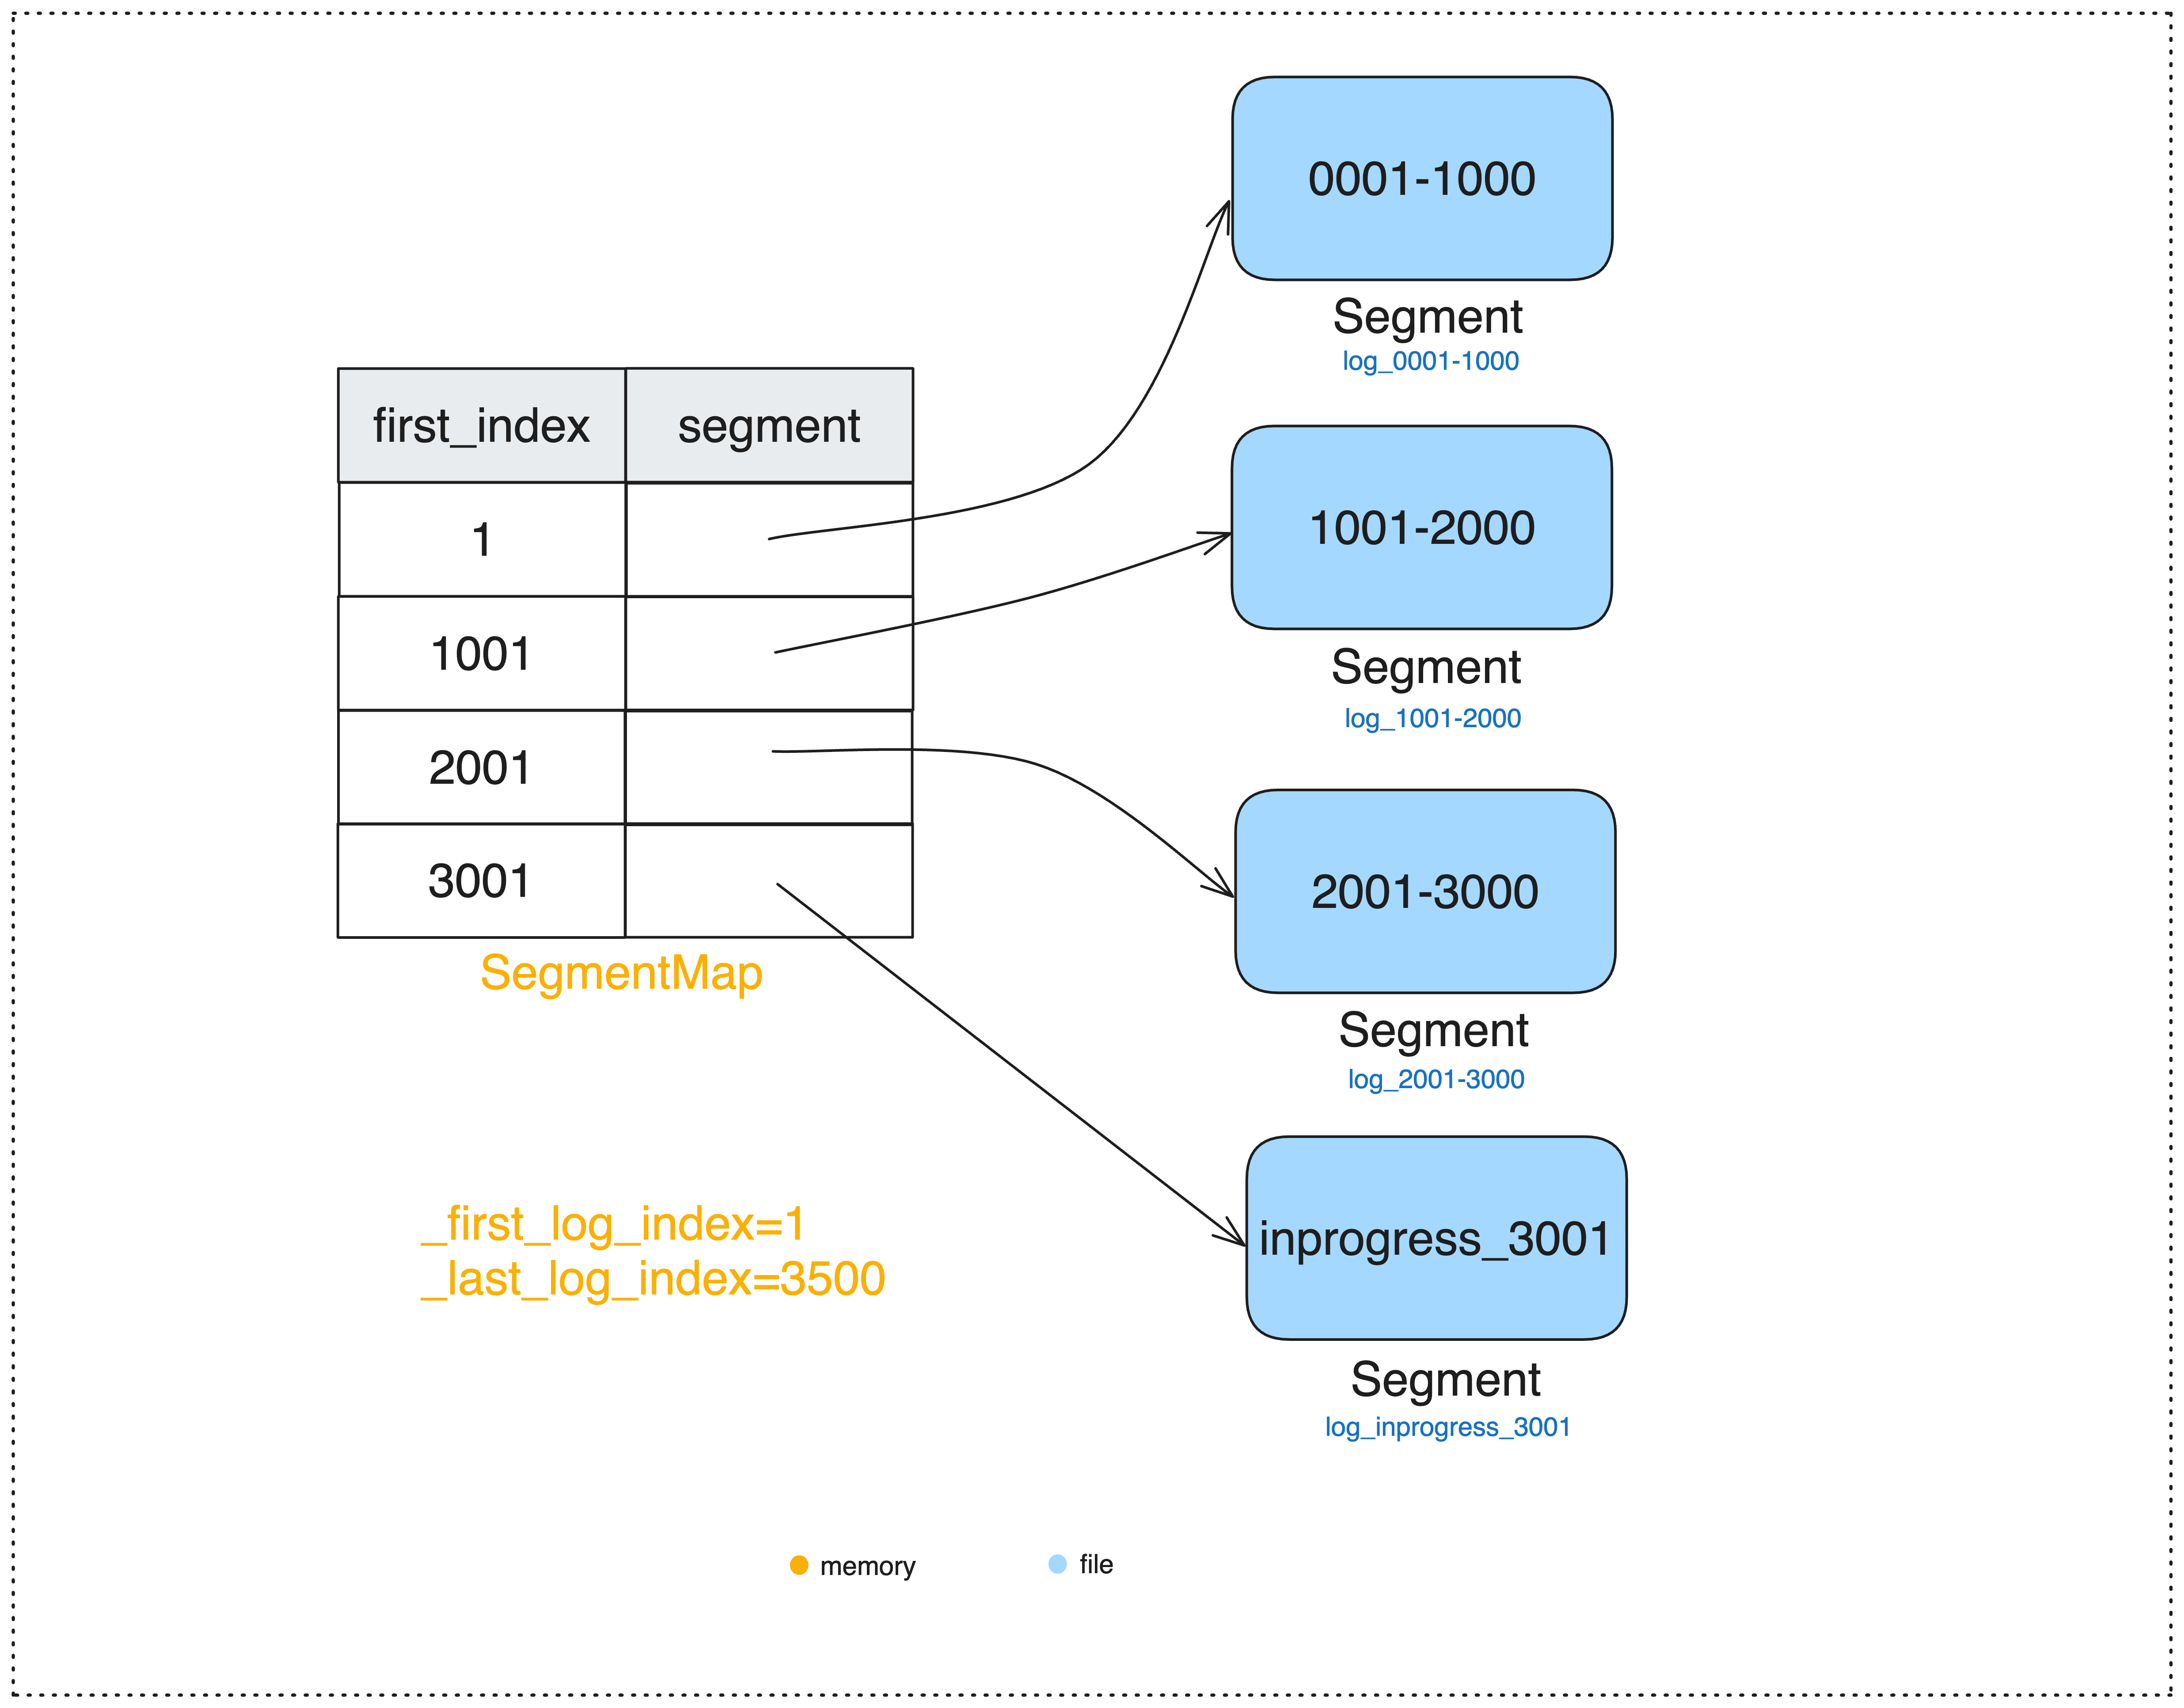 0001-1000
Segment
log_0001-1000
first_index segment
1
1001
2001
3001
SegmentMap
1001-2000
Segment
log_1001-2000
2001-3000
Segment
log_2001-3000
_first_log_index=1
_last_log_index=3500
inprogress_3001
Segment
log_inprogress_3001
memory file